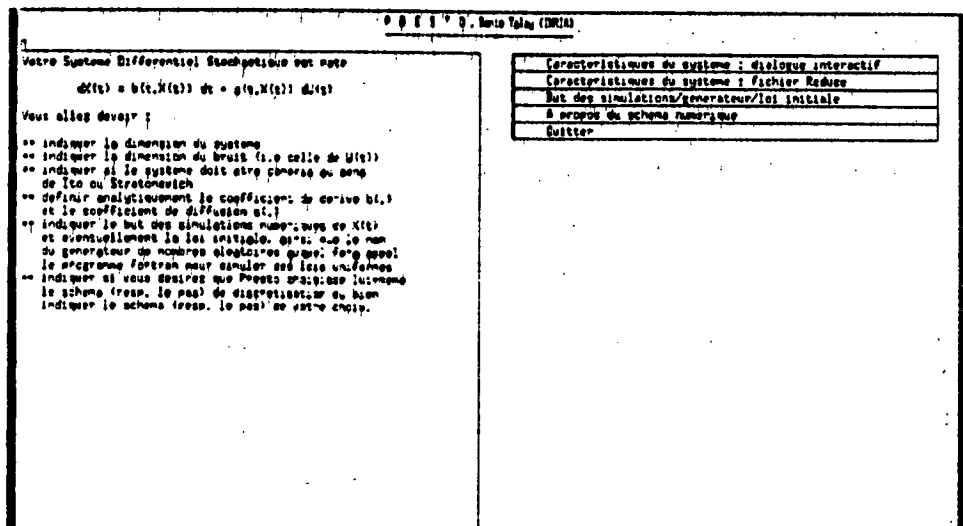 P R E S T O . Denis Talay (INRIA)
Votre Systeme Differentiel Stochastique est note
dX(t) = b(t,X(t)) dt + s(t,X(t)) dW(t)
Vous allez devoir :
** indiquer la dimension du systeme
** indiquer la dimension du bruit (i.e celle de W(t))
** indiquer si le systeme doit etre compris au sens
de Ito ou Stratonovich
** definir analytiquement le coefficient de derive b(.)
et le coefficient de diffusion s(.)
** indiquer le but des simulations numeriques de X(t)
et eventuellement la loi initiale, ainsi que le nom
du generateur de nombres aleatoires auquel fera appel
le programme fortran pour simuler des lois uniformes
** indiquer si vous desirez que Presto choisisse luimeme
le schema (resp. le pas) de discretisation ou bien
indiquer le schema (resp. le pas) de votre choix.
Caracteristiques du systeme : dialogue interactif
Caracteristiques du systeme : fichier Reduce
But des simulations/generateur/loi initiale
A propos du schema numerique
Quitter